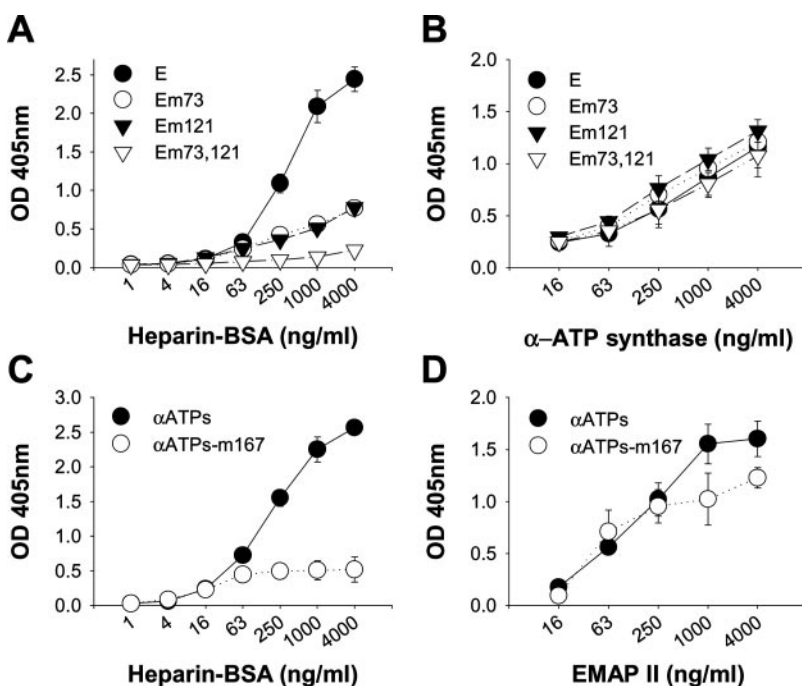 A
OD 405nm
2.5
2.0
1.5
1.0
0.5
0.0
E
Em73
Em121
Em73,121
1 4 16 63 250 1000 4000
Heparin-BSA (ng/ml)
B
OD 405nm
2.0
1.5
1.0
0.5
0.0
E
Em73
Em121
Em73,121
16 63 250 1000 4000
α–ATP synthase (ng/ml)
C
OD 405nm
3.0
2.5
2.0
1.5
1.0
0.5
0.0
αATPs
αATPs-m167
1 4 16 63 250 1000 4000
Heparin-BSA (ng/ml)
D
OD 405nm
2.0
1.5
1.0
0.5
0.0
αATPs
αATPs-m167
16 63 250 1000 4000
EMAP II (ng/ml)